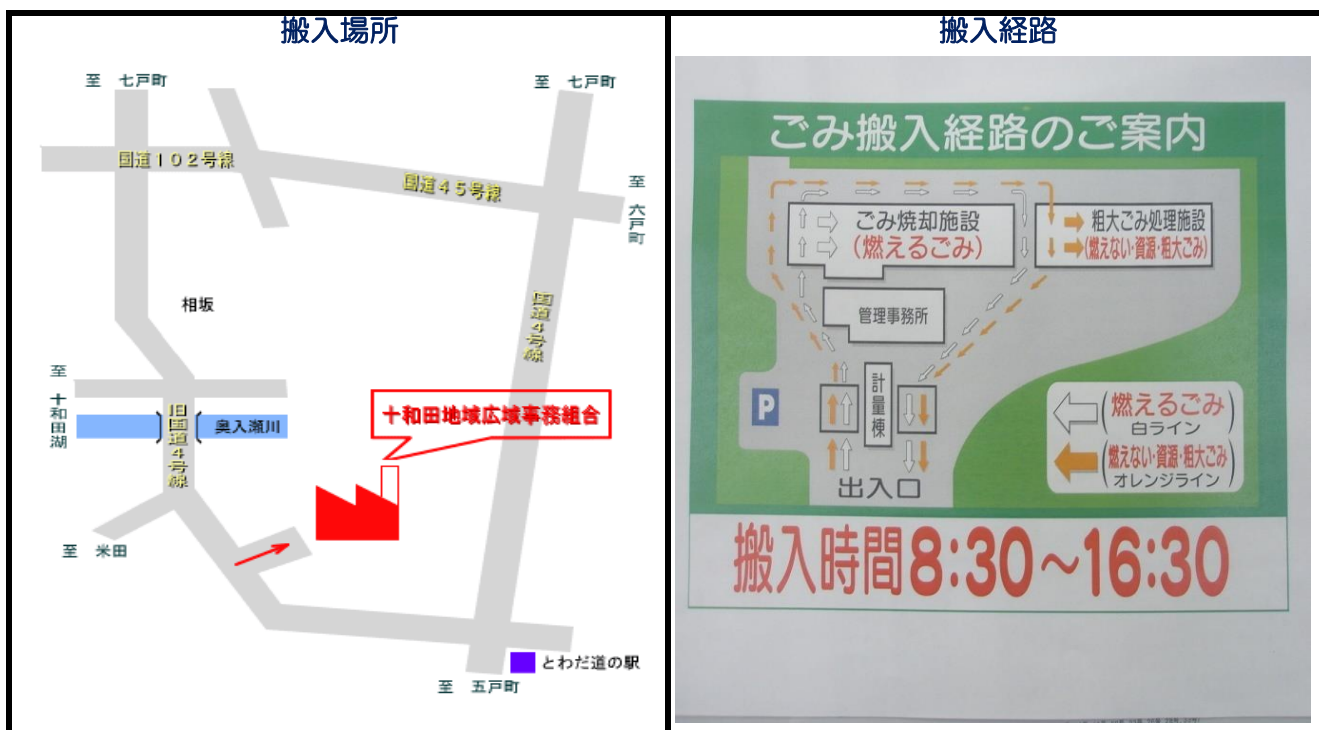 搬入場所
至 七戸町
至 七戸町
国道102号線
国道45号線
至 六戸町
相坂
国道4号線
至 十和田湖
旧国道4号線
奥入瀬川
十和田地域広域事務組合
至 米田
とわだ道の駅
至 五戸町
搬入経路
ごみ搬入経路のご案内
ごみ焼却施設
(燃えるごみ)
粗大ごみ処理施設
(燃えない・資源・粗大ごみ)
管理事務所
計量棟
P
出入口
(燃えるごみ)
白ライン
(燃えない・資源・粗大ごみ)
オレンジライン
搬入時間8:30~16:30